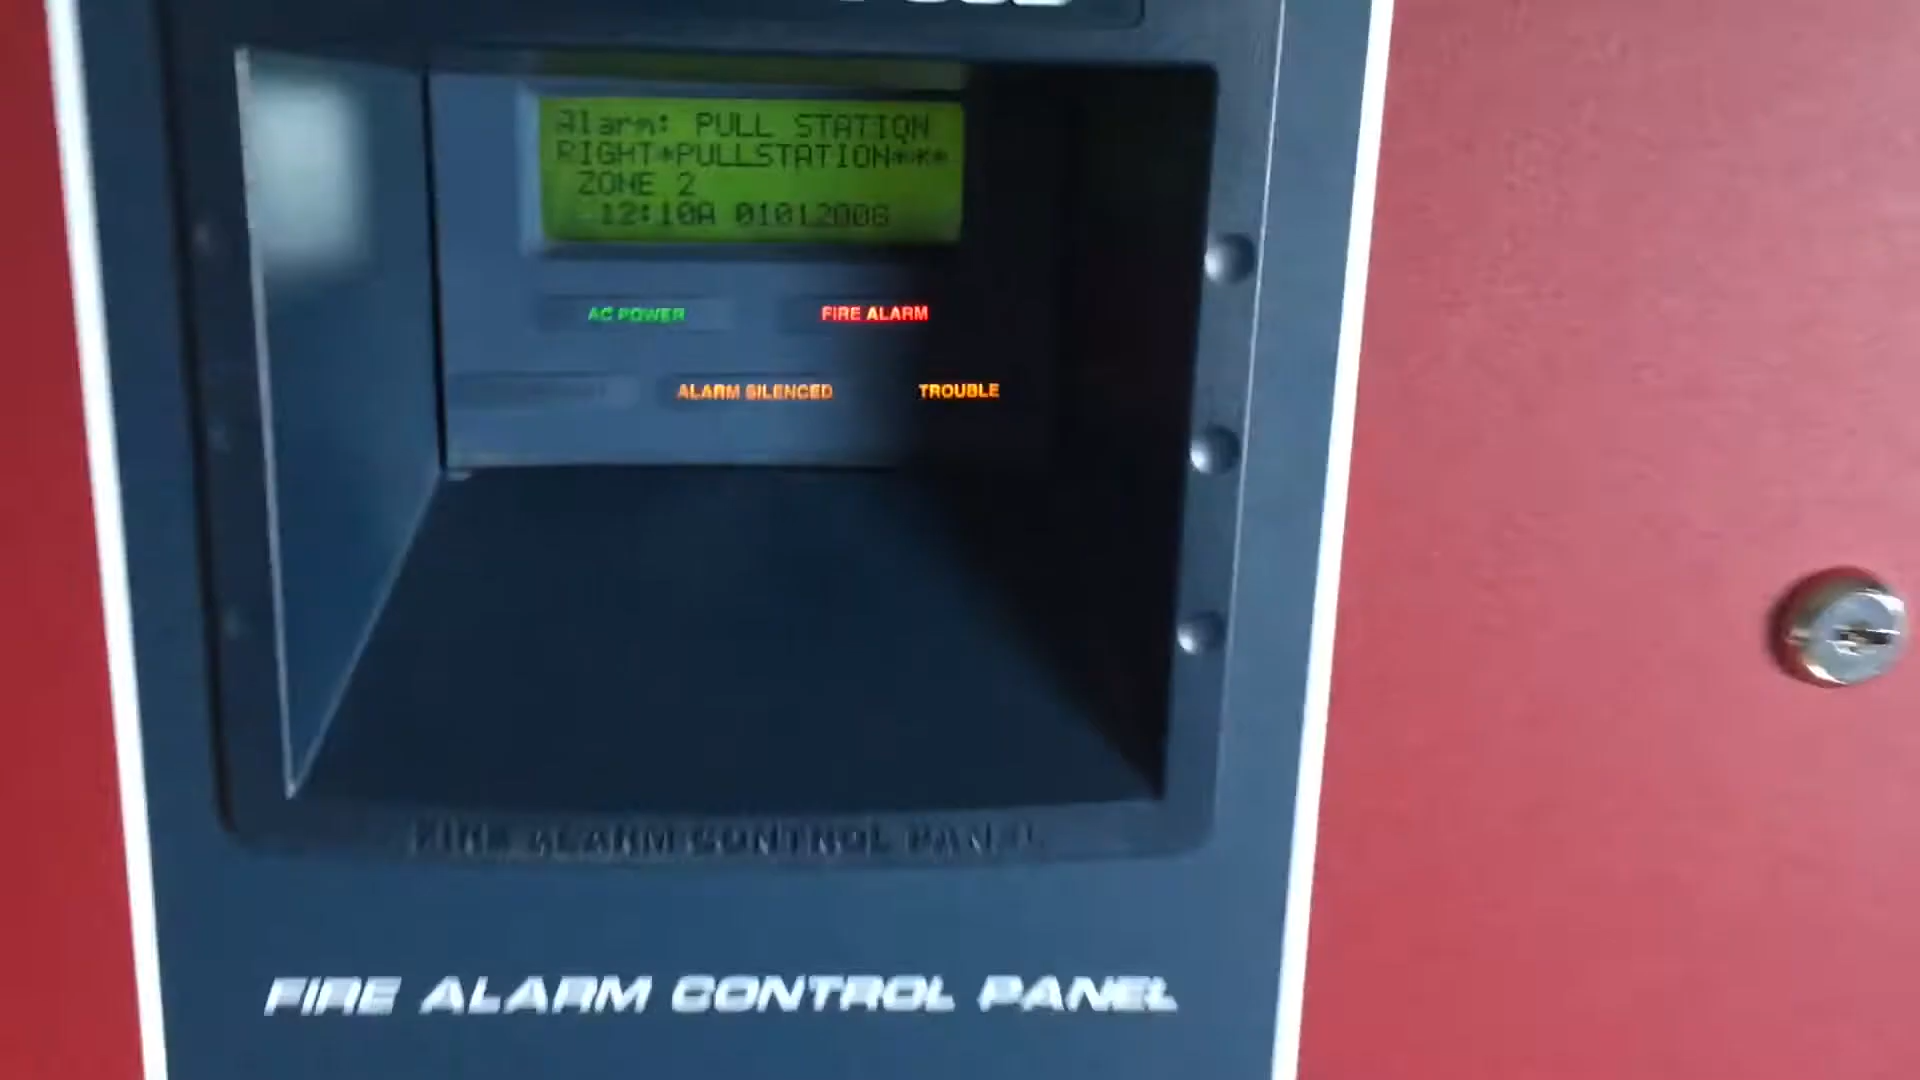 Alarm: PULL STATION
RIGHT*PULLSTATION***
ZONE 2
12:10A 01012008
AC POWER FIRE ALARM
ALARM SILENCED TROUBLE
FIRE ALARM CONTROL PANEL
FIRE ALARM CONTROL PANEL